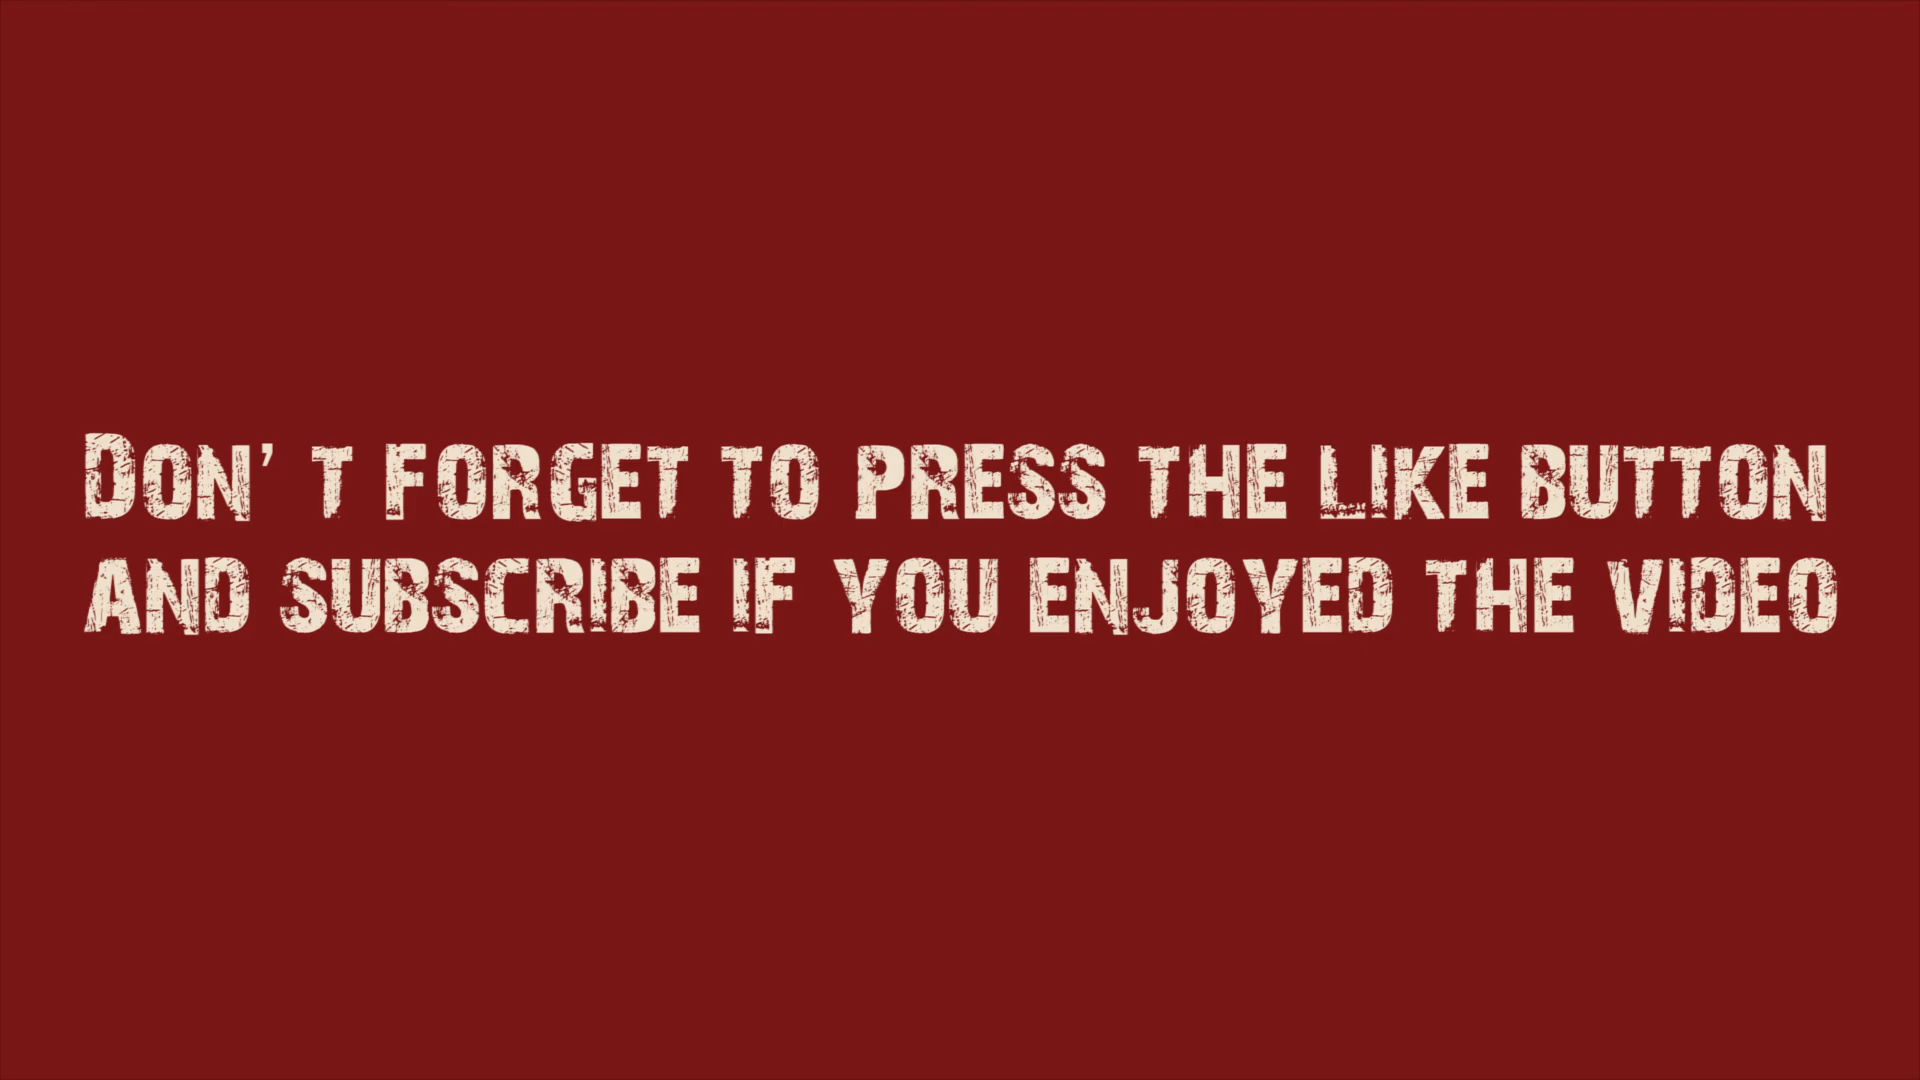 Don't forget to press the like button
and subscribe if you enjoyed the video